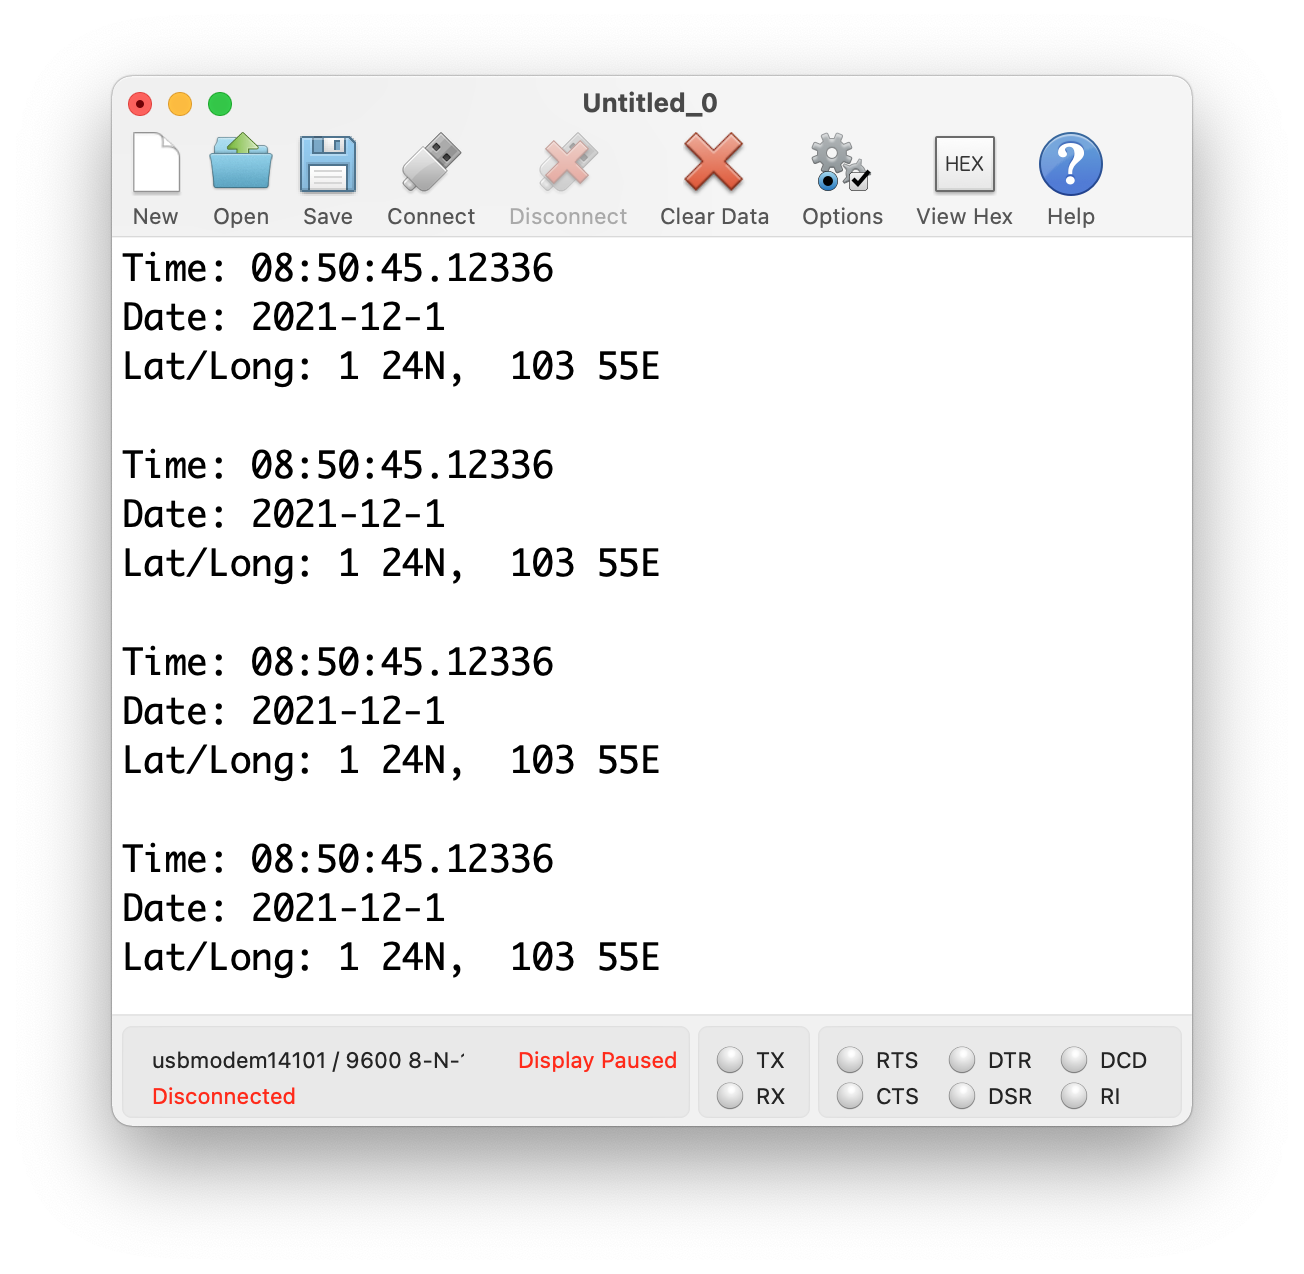 Untitled_0
New Open Save Connect Disconnect Clear Data Options HEX View Hex Help
Time: 08:50:45.12336
Date: 2021-12-1
Lat/Long: 1 24N,  103 55E
Time: 08:50:45.12336
Date: 2021-12-1
Lat/Long: 1 24N,  103 55E
Time: 08:50:45.12336
Date: 2021-12-1
Lat/Long: 1 24N,  103 55E
Time: 08:50:45.12336
Date: 2021-12-1
Lat/Long: 1 24N,  103 55E
usbmodem14101 / 9600 8-N- Display Paused TX RTS DTR DCD
Disconnected RX CTS DSR RI